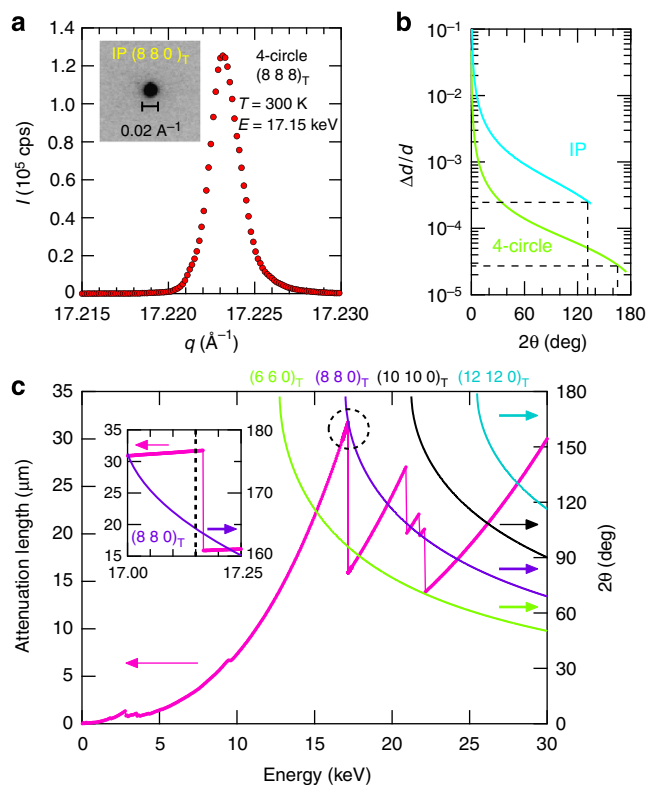 a
IP (8 8 0)T
0.02 A⁻¹
4-circle
(8 8 8)T
T = 300 K
E = 17.15 keV
I (10⁵ cps)
1.4
1.2
1.0
0.8
0.6
0.4
0.2
0
17.215 17.220 17.225 17.230
q (Å⁻¹)
b
Δd/d
10⁻¹
10⁻²
10⁻³
10⁻⁴
10⁻⁵
IP
4-circle
0 60 120 180
2θ (deg)
c
(6 6 0)T (8 8 0)T (10 10 0)T (12 12 0)T
Attenuation length (μm)
35
30
25
20
15
10
5
0
35
30
25
20
15
180
170
160
(8 8 0)T
17.00 17.25
180
150
120
90
60
30
0
2θ (deg)
0 5 10 15 20 25 30
Energy (keV)